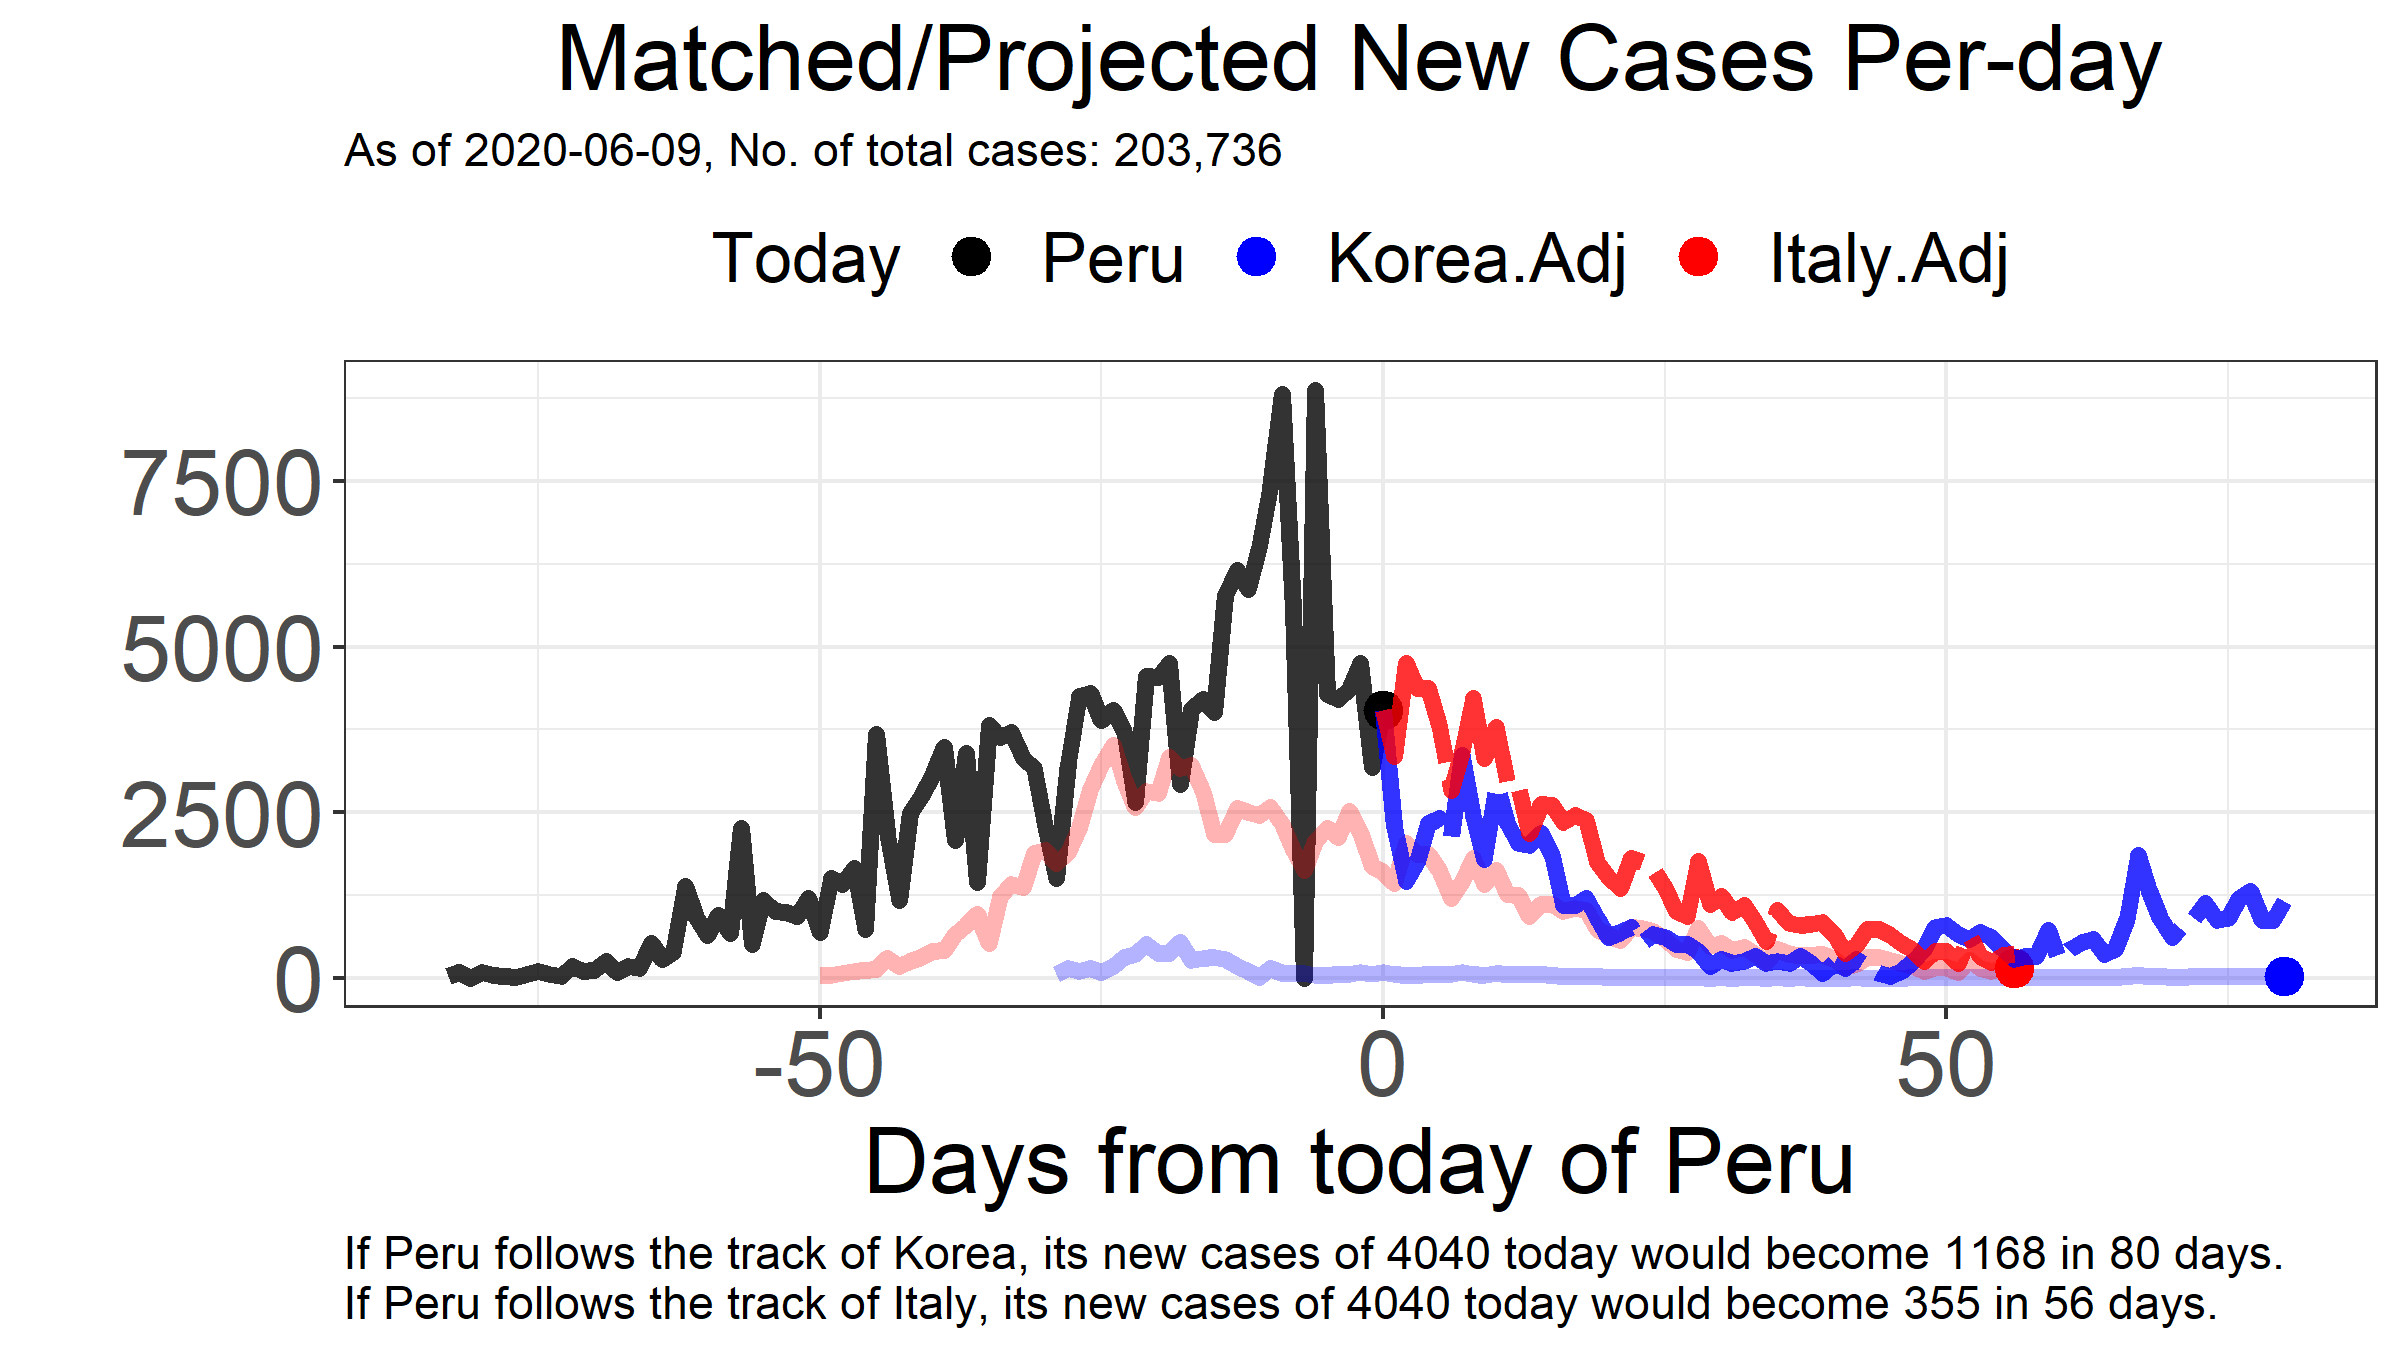 Matched/Projected New Cases Per-day
As of 2020-06-09, No. of total cases: 203,736
Today Peru Korea.Adj Italy.Adj
7500
5000
2500
0
-50 0 50
Days from today of Peru
If Peru follows the track of Korea, its new cases of 4040 today would become 1168 in 80 days.
If Peru follows the track of Italy, its new cases of 4040 today would become 355 in 56 days.